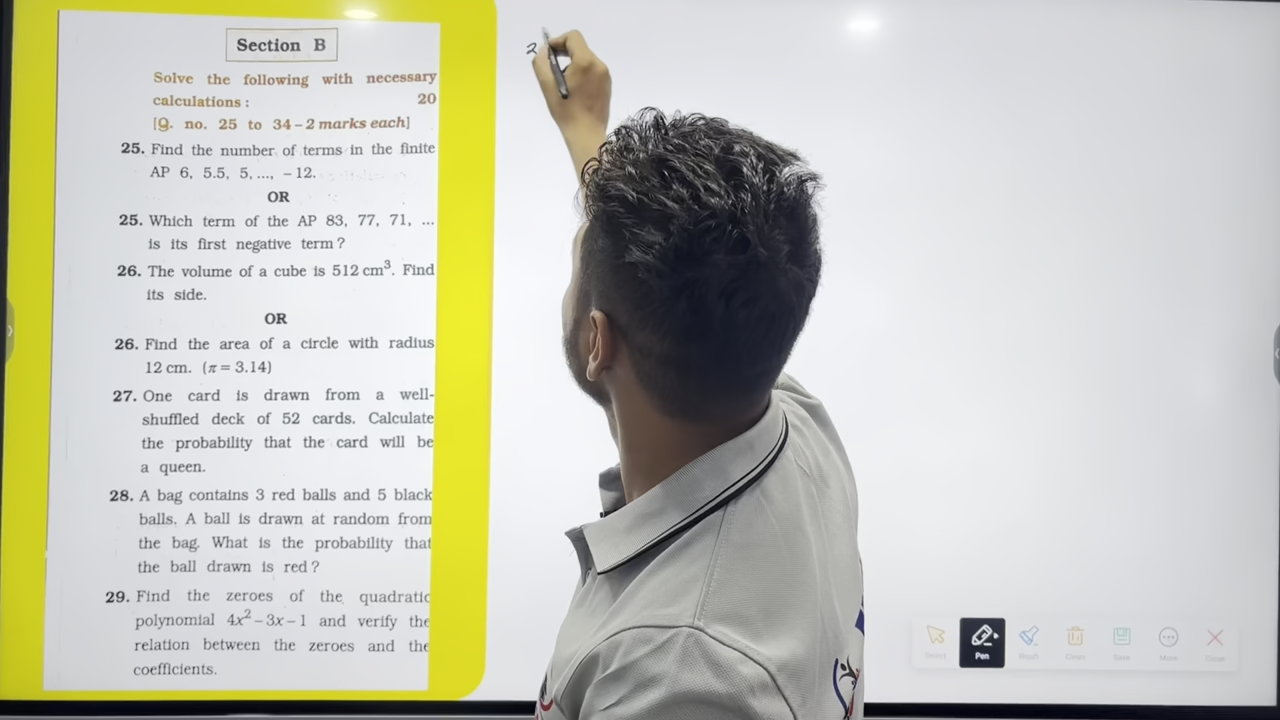 Section B
Solve the following with necessary
calculations : 20
[Q. no. 25 to 34 – 2 marks each]
25. Find the number of terms in the finite
AP 6, 5.5, 5, ..., – 12.
OR
25. Which term of the AP 83, 77, 71, ...
is its first negative term ?
26. The volume of a cube is 512 cm³. Find
its side.
OR
26. Find the area of a circle with radius
12 cm. (π = 3.14)
27. One card is drawn from a well-
shuffled deck of 52 cards. Calculate
the probability that the card will be
a queen.
28. A bag contains 3 red balls and 5 black
balls. A ball is drawn at random from
the bag. What is the probability that
the ball drawn is red ?
29. Find the zeroes of the quadratic
polynomial 4x² – 3x – 1 and verify the
relation between the zeroes and the
coefficients.
2
Select Pen Clean Save More Close